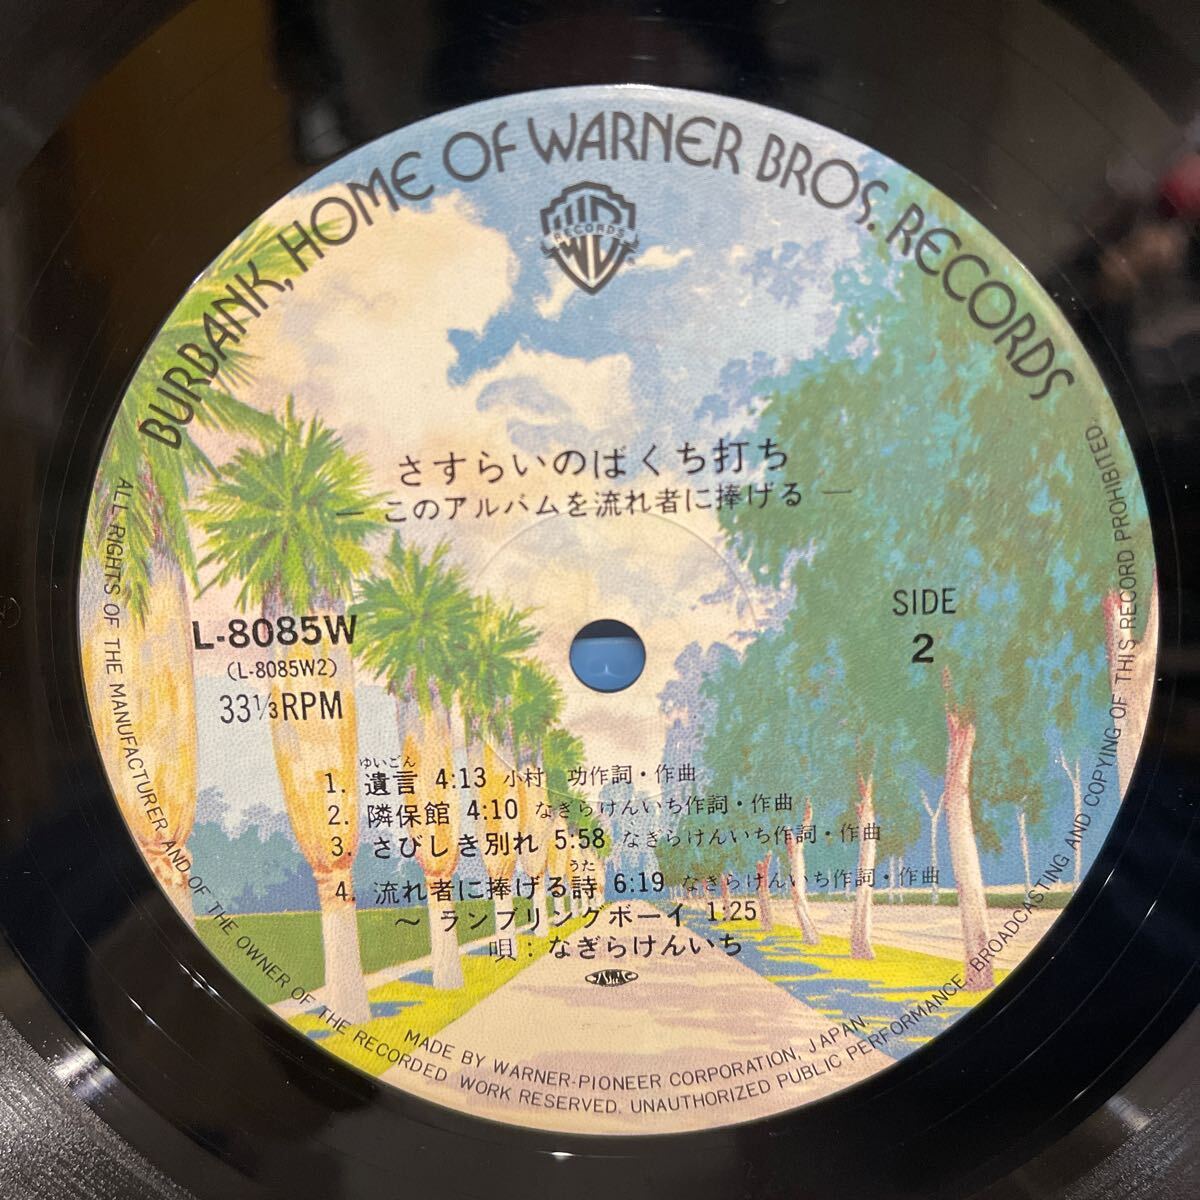 BURBANK, HOME OF WARNER BROS. RECORDS
RECORDS
さすらいのばくち打ち
― このアルバムを流れ者に捧げる ―
L-8085W
(L-8085W2)
33 1/3 RPM
SIDE
2
ゆいごん
1. 遺言 4:13 小村 功作詞・作曲
2. 隣保館 4:10 なぎらけんいち作詞・作曲
3. さびしき別れ 5:58 なぎらけんいち作詞・作曲
うた
4. 流れ者に捧げる詩 6:19 なぎらけんいち作詞・作曲
～ ランブリングボーイ 1:25
唄：なぎらけんいち
MADE BY WARNER-PIONEER CORPORATION, JAPAN.
ALL RIGHTS OF THE MANUFACTURER AND OF THE OWNER OF THE RECORDED WORK RESERVED. UNAUTHORIZED PUBLIC PERFORMANCE, BROADCASTING AND COPYING OF THIS RECORD PROHIBITED.